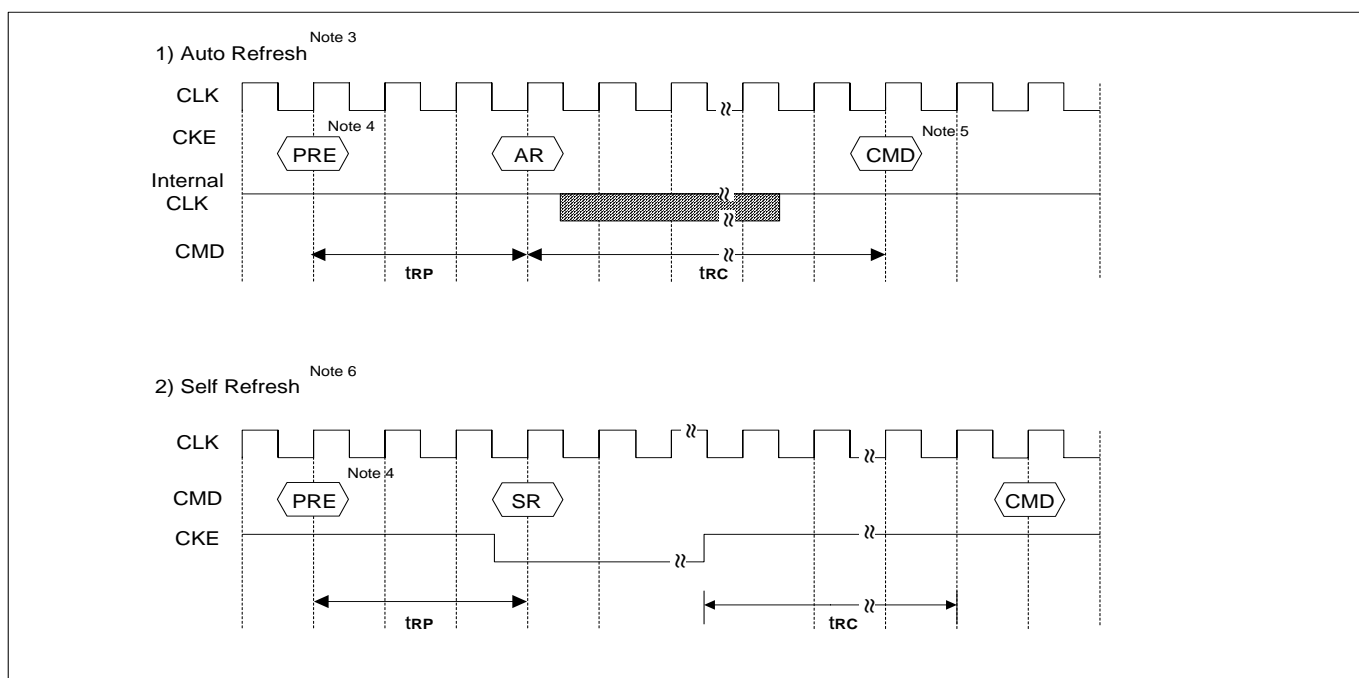 1) Auto Refresh Note 3
CLK
CKE
Note 4
Note 5
PRE
AR
CMD
Internal
CLK
CMD
tRP
tRC
2) Self Refresh Note 6
CLK
Note 4
CMD
PRE
SR
CMD
CKE
tRP
tRC